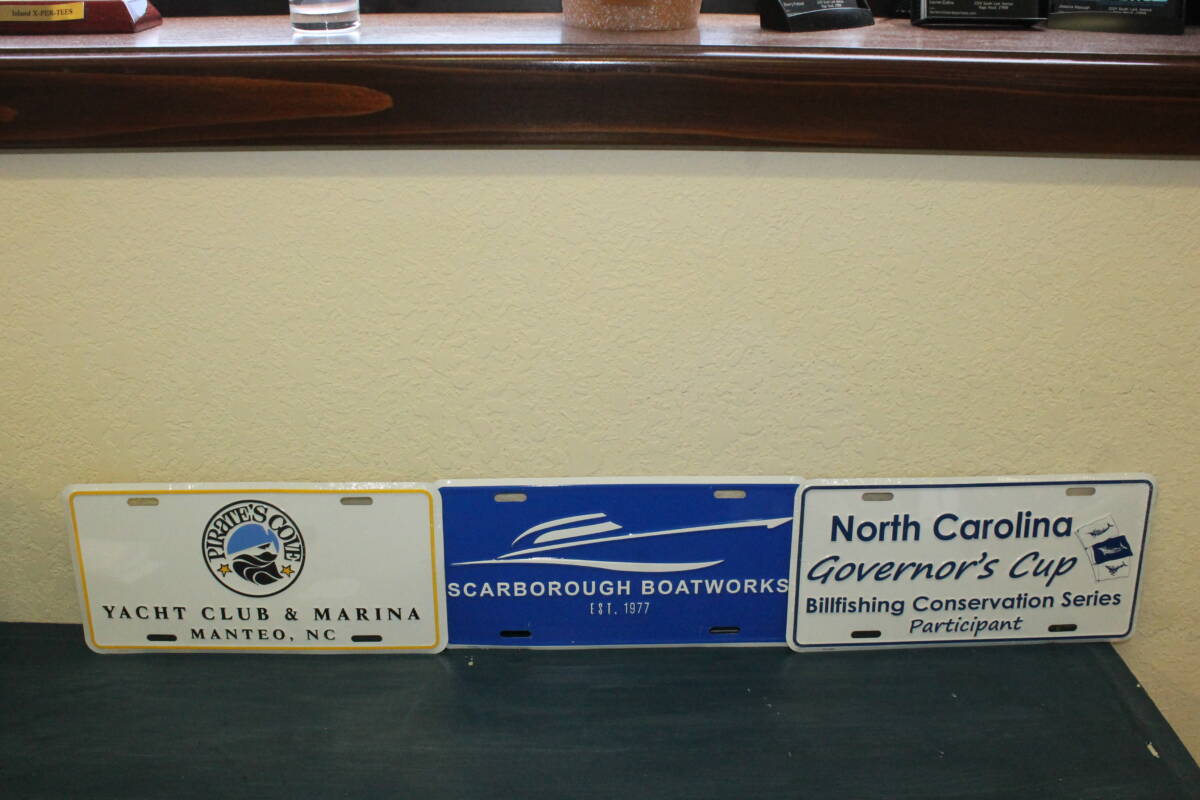 Island X-PER-TEES
PIRATE'S COVE
YACHT CLUB & MARINA
MANTEO, NC
SCARBOROUGH BOATWORKS
EST. 1977
North Carolina
Governor's Cup
Billfishing Conservation Series
Participant